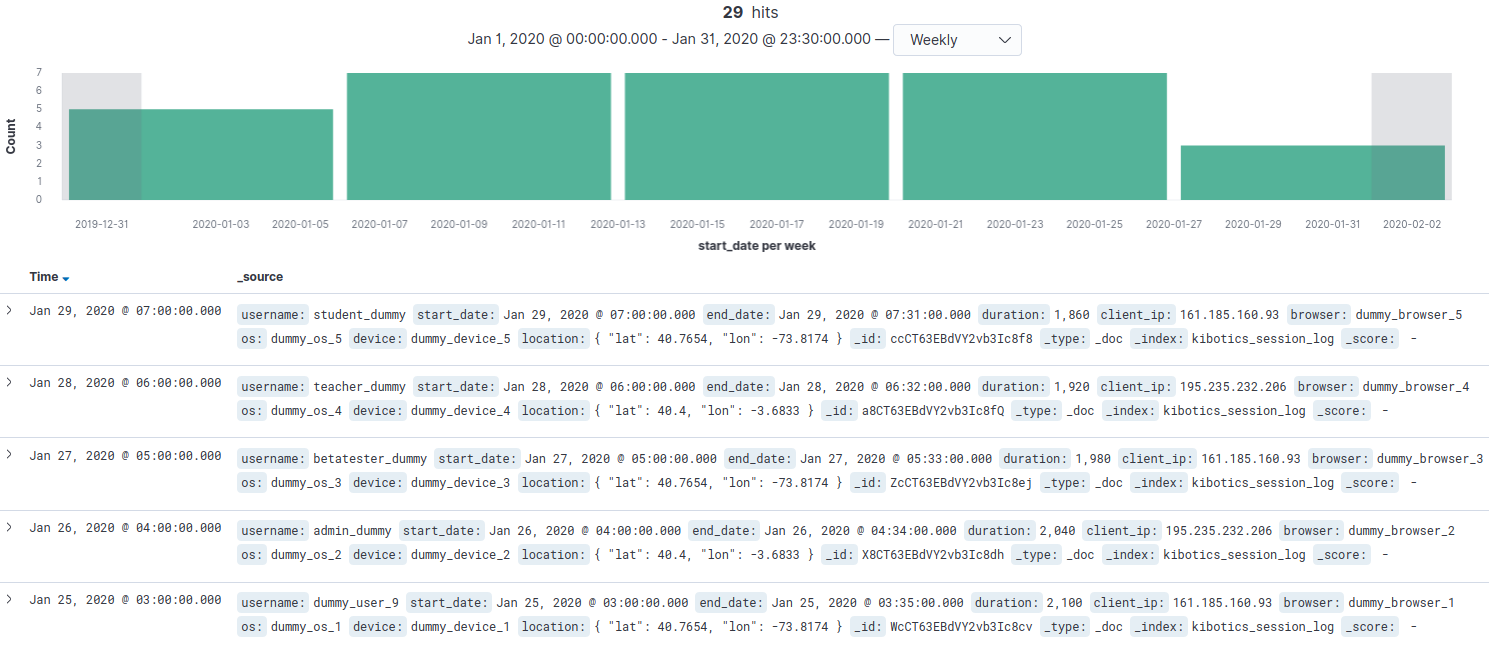 29 hits
Jan 1, 2020 @ 00:00:00.000 - Jan 31, 2020 @ 23:30:00.000 — Weekly
7
6
5
4
3
2
1
0
Count
2019-12-31 2020-01-03 2020-01-05 2020-01-07 2020-01-09 2020-01-11 2020-01-13 2020-01-15 2020-01-17 2020-01-19 2020-01-21 2020-01-23 2020-01-25 2020-01-27 2020-01-29 2020-01-31 2020-02-02
start_date per week
Time _source
Jan 29, 2020 @ 07:00:00.000 username: student_dummy start_date: Jan 29, 2020 @ 07:00:00.000 end_date: Jan 29, 2020 @ 07:31:00.000 duration: 1,860 client_ip: 161.185.160.93 browser: dummy_browser_5
os: dummy_os_5 device: dummy_device_5 location: { "lat": 40.7654, "lon": -73.8174 } _id: ccCT63EBdVY2vb3Ic8f8 _type: _doc _index: kibotics_session_log _score: -
Jan 28, 2020 @ 06:00:00.000 username: teacher_dummy start_date: Jan 28, 2020 @ 06:00:00.000 end_date: Jan 28, 2020 @ 06:32:00.000 duration: 1,920 client_ip: 195.235.232.206 browser: dummy_browser_4
os: dummy_os_4 device: dummy_device_4 location: { "lat": 40.4, "lon": -3.6833 } _id: a8CT63EBdVY2vb3Ic8fQ _type: _doc _index: kibotics_session_log _score: -
Jan 27, 2020 @ 05:00:00.000 username: betatester_dummy start_date: Jan 27, 2020 @ 05:00:00.000 end_date: Jan 27, 2020 @ 05:33:00.000 duration: 1,980 client_ip: 161.185.160.93 browser: dummy_browser_3
os: dummy_os_3 device: dummy_device_3 location: { "lat": 40.7654, "lon": -73.8174 } _id: ZcCT63EBdVY2vb3Ic8ej _type: _doc _index: kibotics_session_log _score: -
Jan 26, 2020 @ 04:00:00.000 username: admin_dummy start_date: Jan 26, 2020 @ 04:00:00.000 end_date: Jan 26, 2020 @ 04:34:00.000 duration: 2,040 client_ip: 195.235.232.206 browser: dummy_browser_2
os: dummy_os_2 device: dummy_device_2 location: { "lat": 40.4, "lon": -3.6833 } _id: X8CT63EBdVY2vb3Ic8dh _type: _doc _index: kibotics_session_log _score: -
Jan 25, 2020 @ 03:00:00.000 username: dummy_user_9 start_date: Jan 25, 2020 @ 03:00:00.000 end_date: Jan 25, 2020 @ 03:35:00.000 duration: 2,100 client_ip: 161.185.160.93 browser: dummy_browser_1
os: dummy_os_1 device: dummy_device_1 location: { "lat": 40.7654, "lon": -73.8174 } _id: WcCT63EBdVY2vb3Ic8cv _type: _doc _index: kibotics_session_log _score: -